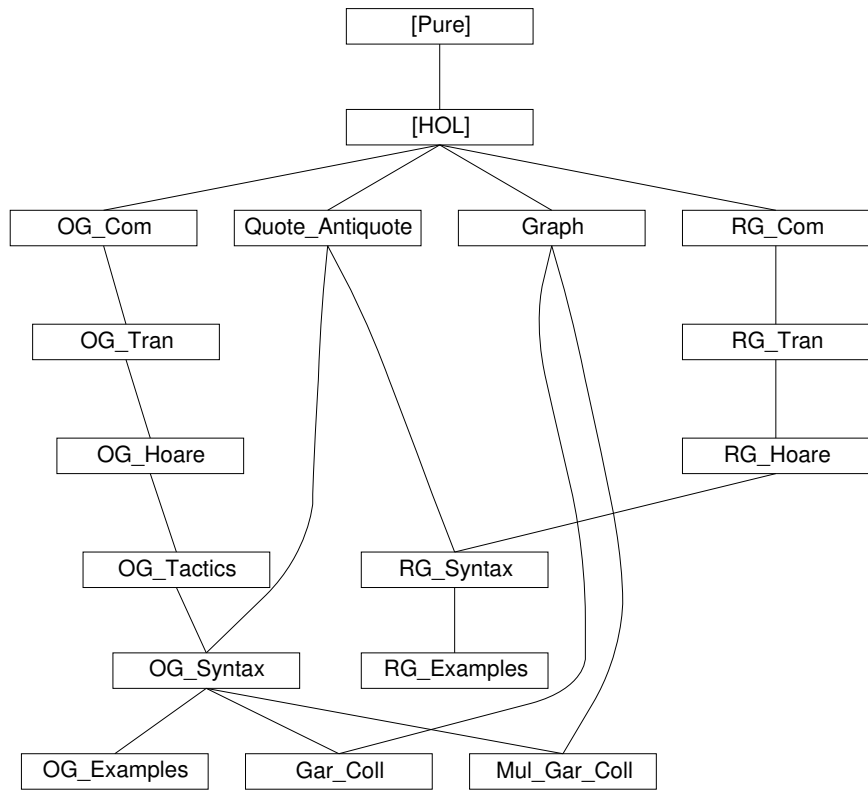 [Pure]
[HOL]
OG_Com
Quote_Antiquote
Graph
RG_Com
OG_Tran
RG_Tran
OG_Hoare
RG_Hoare
OG_Tactics
RG_Syntax
OG_Syntax
RG_Examples
OG_Examples
Gar_Coll
Mul_Gar_Coll